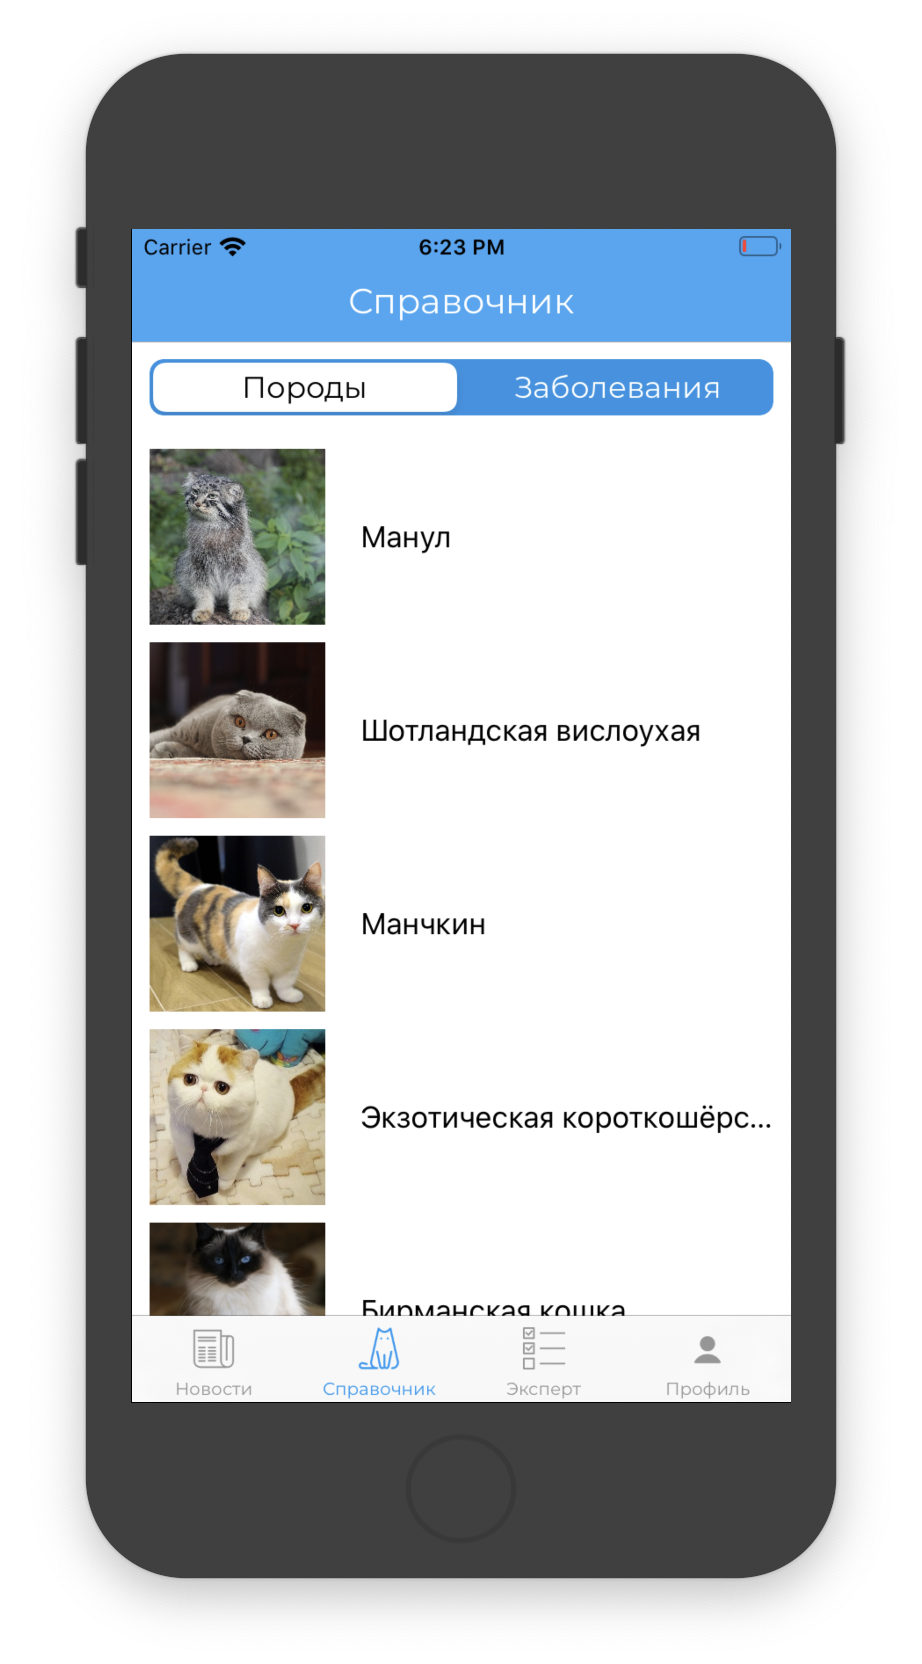 Carrier
6:23 PM
Справочник
Породы
Заболевания
Манул
Шотландская вислоухая
Манчкин
Экзотическая короткошёрс...
Бирманская кошка
Новости
Справочник
Эксперт
Профиль